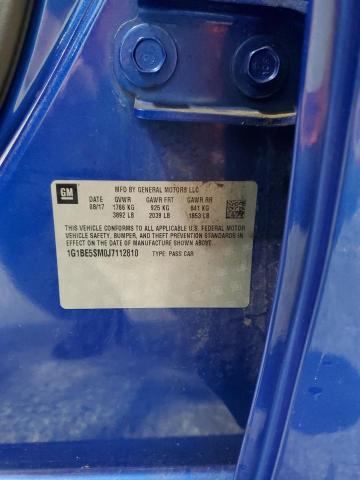 GM
MFD BY GENERAL MOTORS LLC
DATE GVWR GAWR FRT GAWR RR
08/17 1766 KG 925 KG 841 KG
3892 LB 2039 LB 1853 LB
THIS VEHICLE CONFORMS TO ALL APPLICABLE
U.S. FEDERAL MOTOR
VEHICLE SAFETY, BUMPER, AND THEFT
PREVENTION STANDARDS IN EFFECT ON THE DATE
OF MANUFACTURE SHOWN ABOVE.
1G1BE5SM0J7112810
TYPE: PASS CAR